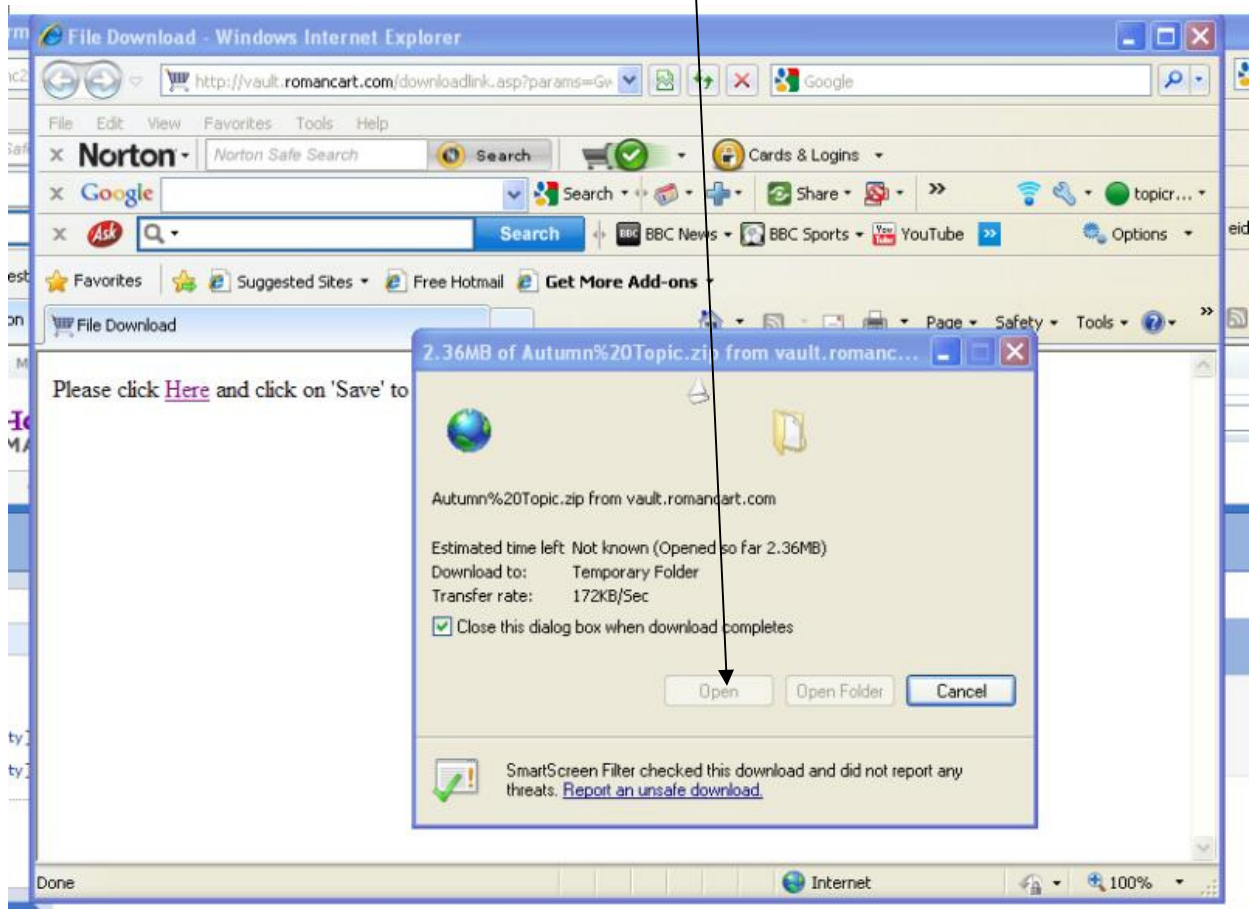 File Download - Windows Internet Explorer
http://vault.romancart.com/downloadlink.asp?params=Gw
Google
File Edit View Favorites Tools Help
Norton Norton Safe Search Search Cards & Logins
Google Search Share topicr...
Ask Search BBC News BBC Sports YouTube Options
Favorites Suggested Sites Free Hotmail Get More Add-ons
File Download Page Safety Tools
Please click Here and click on 'Save' to
2.36MB of Autumn%20Topic.zip from vault.romanc...
Autumn%20Topic.zip from vault.romancart.com
Estimated time left Not known (Opened so far 2.36MB)
Download to: Temporary Folder
Transfer rate: 172KB/Sec
Close this dialog box when download completes
Open Open Folder Cancel
SmartScreen Filter checked this download and did not report any
threats. Report an unsafe download.
Done Internet 100%